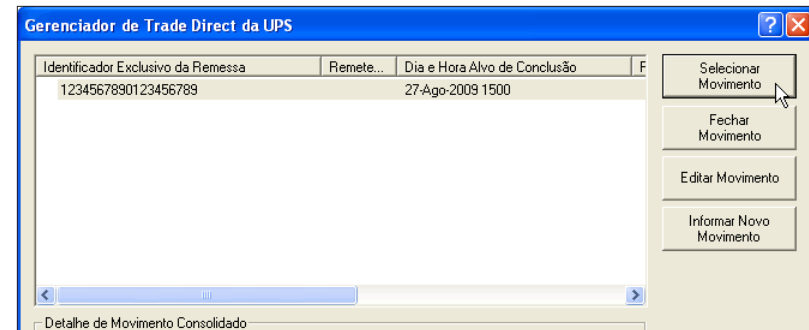 Gerenciador de Trade Direct da UPS
Identificador Exclusivo da Remessa Remete... Dia e Hora Alvo de Conclusão F
1234567890123456789 27-Ago-2009 1500
Selecionar
Movimento
Fechar
Movimento
Editar Movimento
Informar Novo
Movimento
Detalhe de Movimento Consolidado